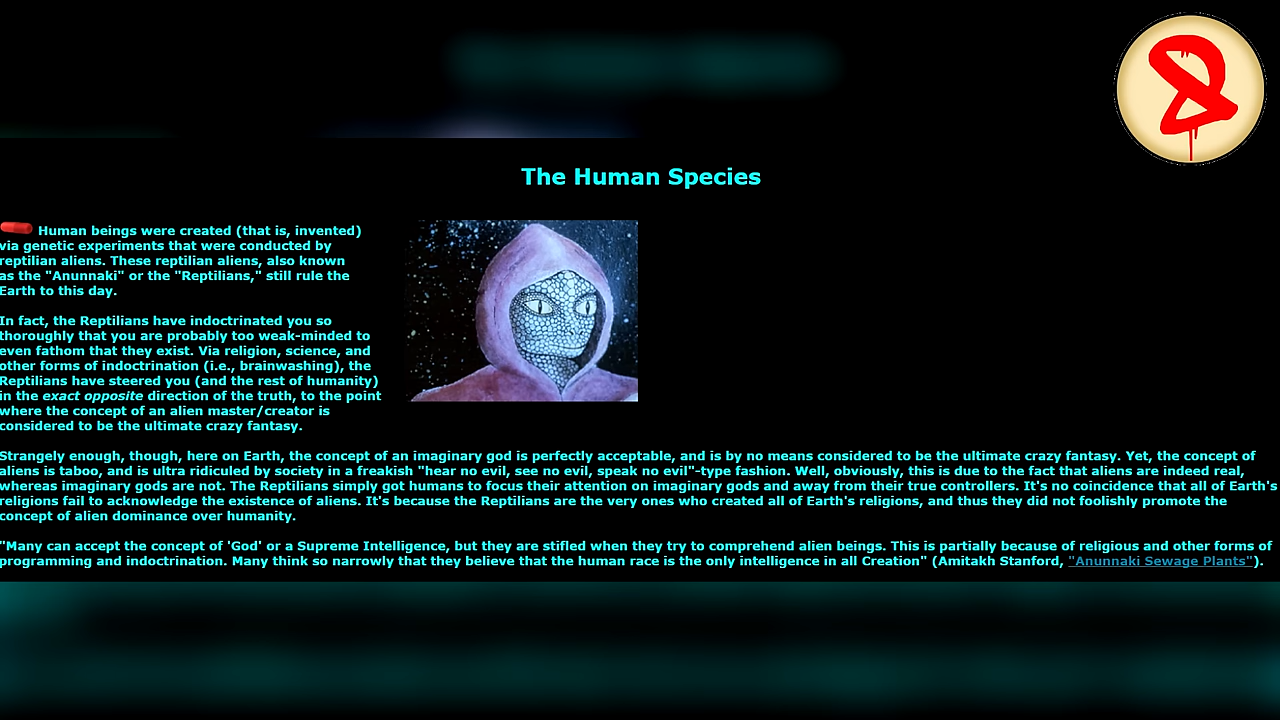 The Human Species
Human beings were created (that is, invented)
via genetic experiments that were conducted by
reptilian aliens. These reptilian aliens, also known
as the "Anunnaki" or the "Reptilians," still rule the
Earth to this day.
In fact, the Reptilians have indoctrinated you so
thoroughly that you are probably too weak-minded to
even fathom that they exist. Via religion, science, and
other forms of indoctrination (i.e., brainwashing), the
Reptilians have steered you (and the rest of humanity)
in the exact opposite direction of the truth, to the point
where the concept of an alien master/creator is
considered to be the ultimate crazy fantasy.
Strangely enough, though, here on Earth, the concept of an imaginary god is perfectly acceptable, and is by no means considered to be the ultimate crazy fantasy. Yet, the concept of
aliens is taboo, and is ultra ridiculed by society in a freakish "hear no evil, see no evil, speak no evil"-type fashion. Well, obviously, this is due to the fact that aliens are indeed real,
whereas imaginary gods are not. The Reptilians simply got humans to focus their attention on imaginary gods and away from their true controllers. It's no coincidence that all of Earth's
religions fail to acknowledge the existence of aliens. It's because the Reptilians are the very ones who created all of Earth's religions, and thus they did not foolishly promote the
concept of alien dominance over humanity.
"Many can accept the concept of 'God' or a Supreme Intelligence, but they are stifled when they try to comprehend alien beings. This is partially because of religious and other forms of
programming and indoctrination. Many think so narrowly that they believe that the human race is the only intelligence in all Creation" (Amitakh Stanford, "Anunnaki Sewage Plants").